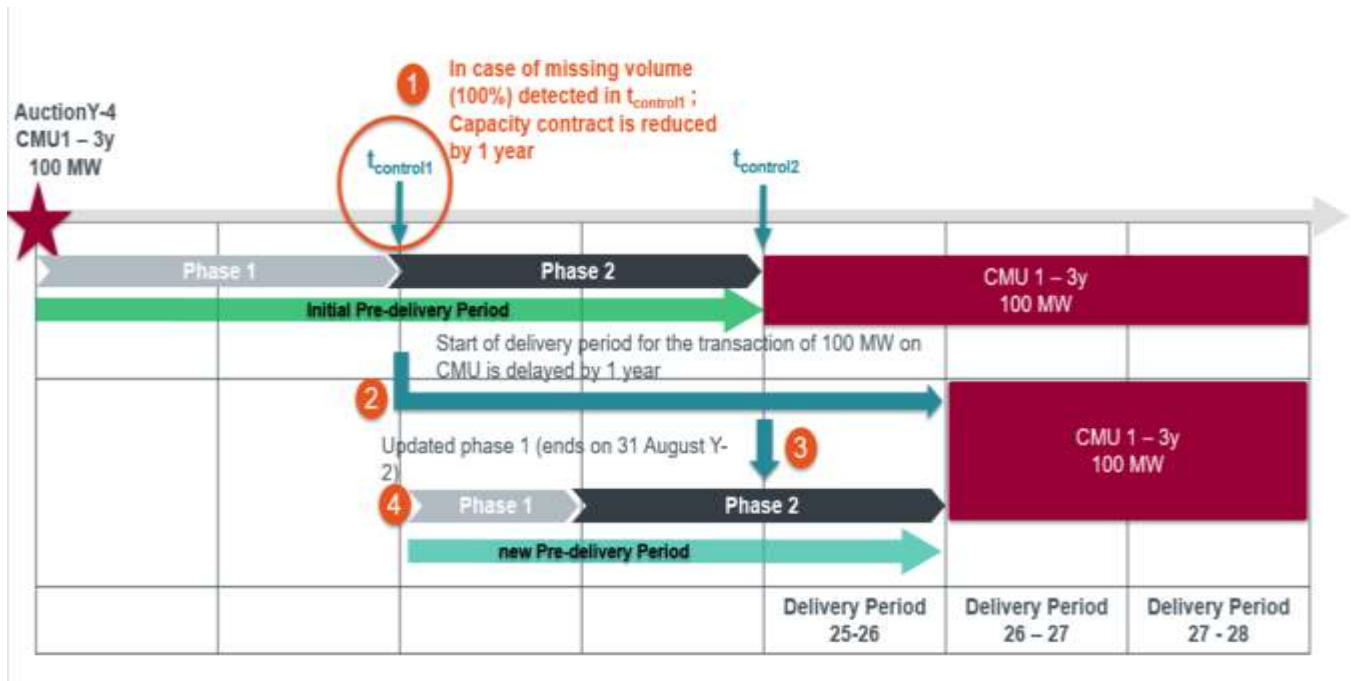 1
In case of missing volume
(100%) detected in tcontrol1 ;
Capacity contract is reduced
by 1 year
AuctionY-4
CMU1 – 3y
100 MW
tcontrol1
tcontrol2
Phase 1
Phase 2
CMU 1 – 3y
100 MW
Initial Pre-delivery Period
Start of delivery period for the transaction of 100 MW on
CMU is delayed by 1 year
2
Updated phase 1 (ends on 31 August Y-
2)
3
CMU 1 – 3y
100 MW
4
Phase 1
Phase 2
new Pre-delivery Period
Delivery Period
25-26
Delivery Period
26 – 27
Delivery Period
27 - 28